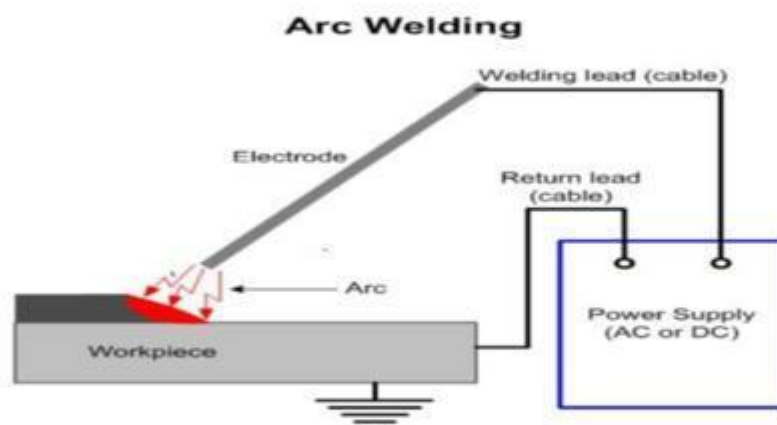 Arc Welding
Welding lead (cable)
Electrode
Return lead
(cable)
Arc
Power Supply
(AC or DC)
Workpiece